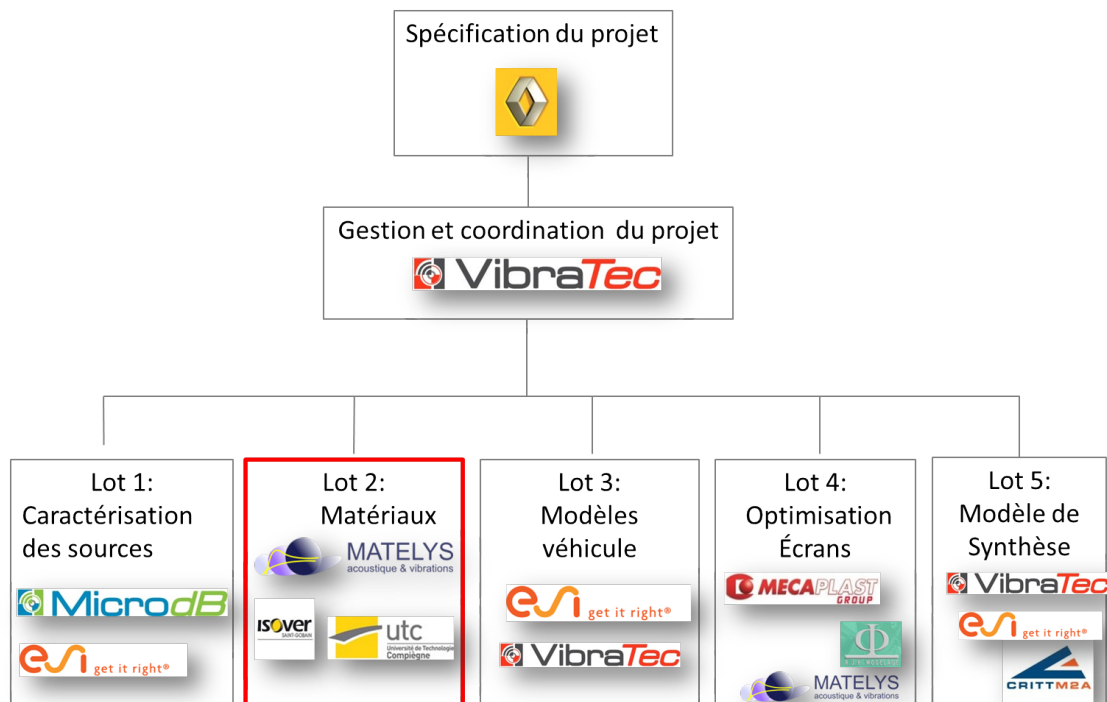 Spécification du projet
Gestion et coordination du projet
VibraTec
Lot 1:
Caractérisation
des sources
MicrodB
esi get it right®
Lot 2:
Matériaux
MATELYS
acoustique & vibrations
isover
SAINT-GOBAIN
utc
Université de Technologie
Compiègne
Lot 3:
Modèles
véhicule
esi get it right®
VibraTec
Lot 4:
Optimisation
Écrans
MECAPLAST
GROUP
MATELYS
acoustique & vibrations
Lot 5:
Modèle de
Synthèse
VibraTec
esi get it right®
CRITTM2A